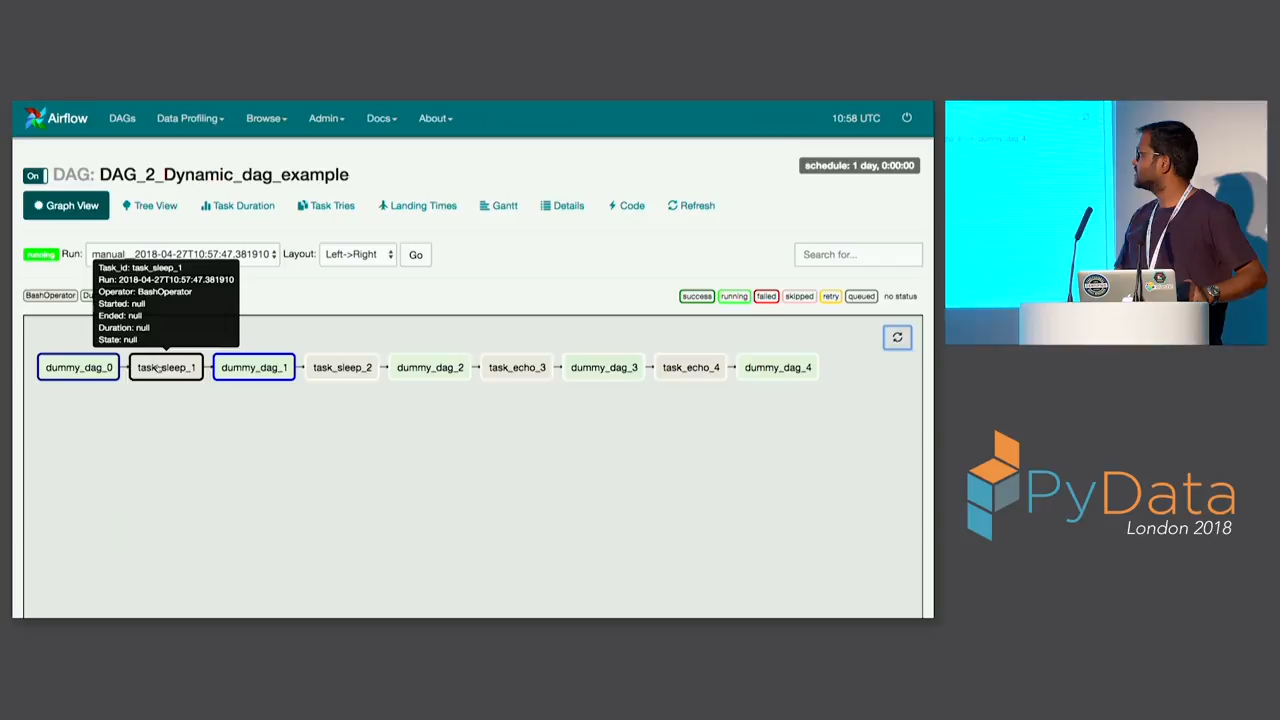 Airflow DAGs Data Profiling Browse Admin Docs About 10:58 UTC
On DAG: DAG_2_Dynamic_dag_example schedule: 1 day, 0:00:00
Graph View Tree View Task Duration Task Tries Landing Times Gantt Details Code Refresh
running Run: manual__2018-04-27T10:57:47.381910 Layout: Left->Right Go Search for...
Task_id: task_sleep_1
Run: 2018-04-27T10:57:47.381910
Operator: BashOperator
Started: null
Ended: null
Duration: null
State: null
BashOperator success running failed skipped retry queued no status
dummy_dag_0 task_sleep_1 dummy_dag_1 task_sleep_2 dummy_dag_2 task_echo_3 dummy_dag_3 task_echo_4 dummy_dag_4
PyData
London 2018